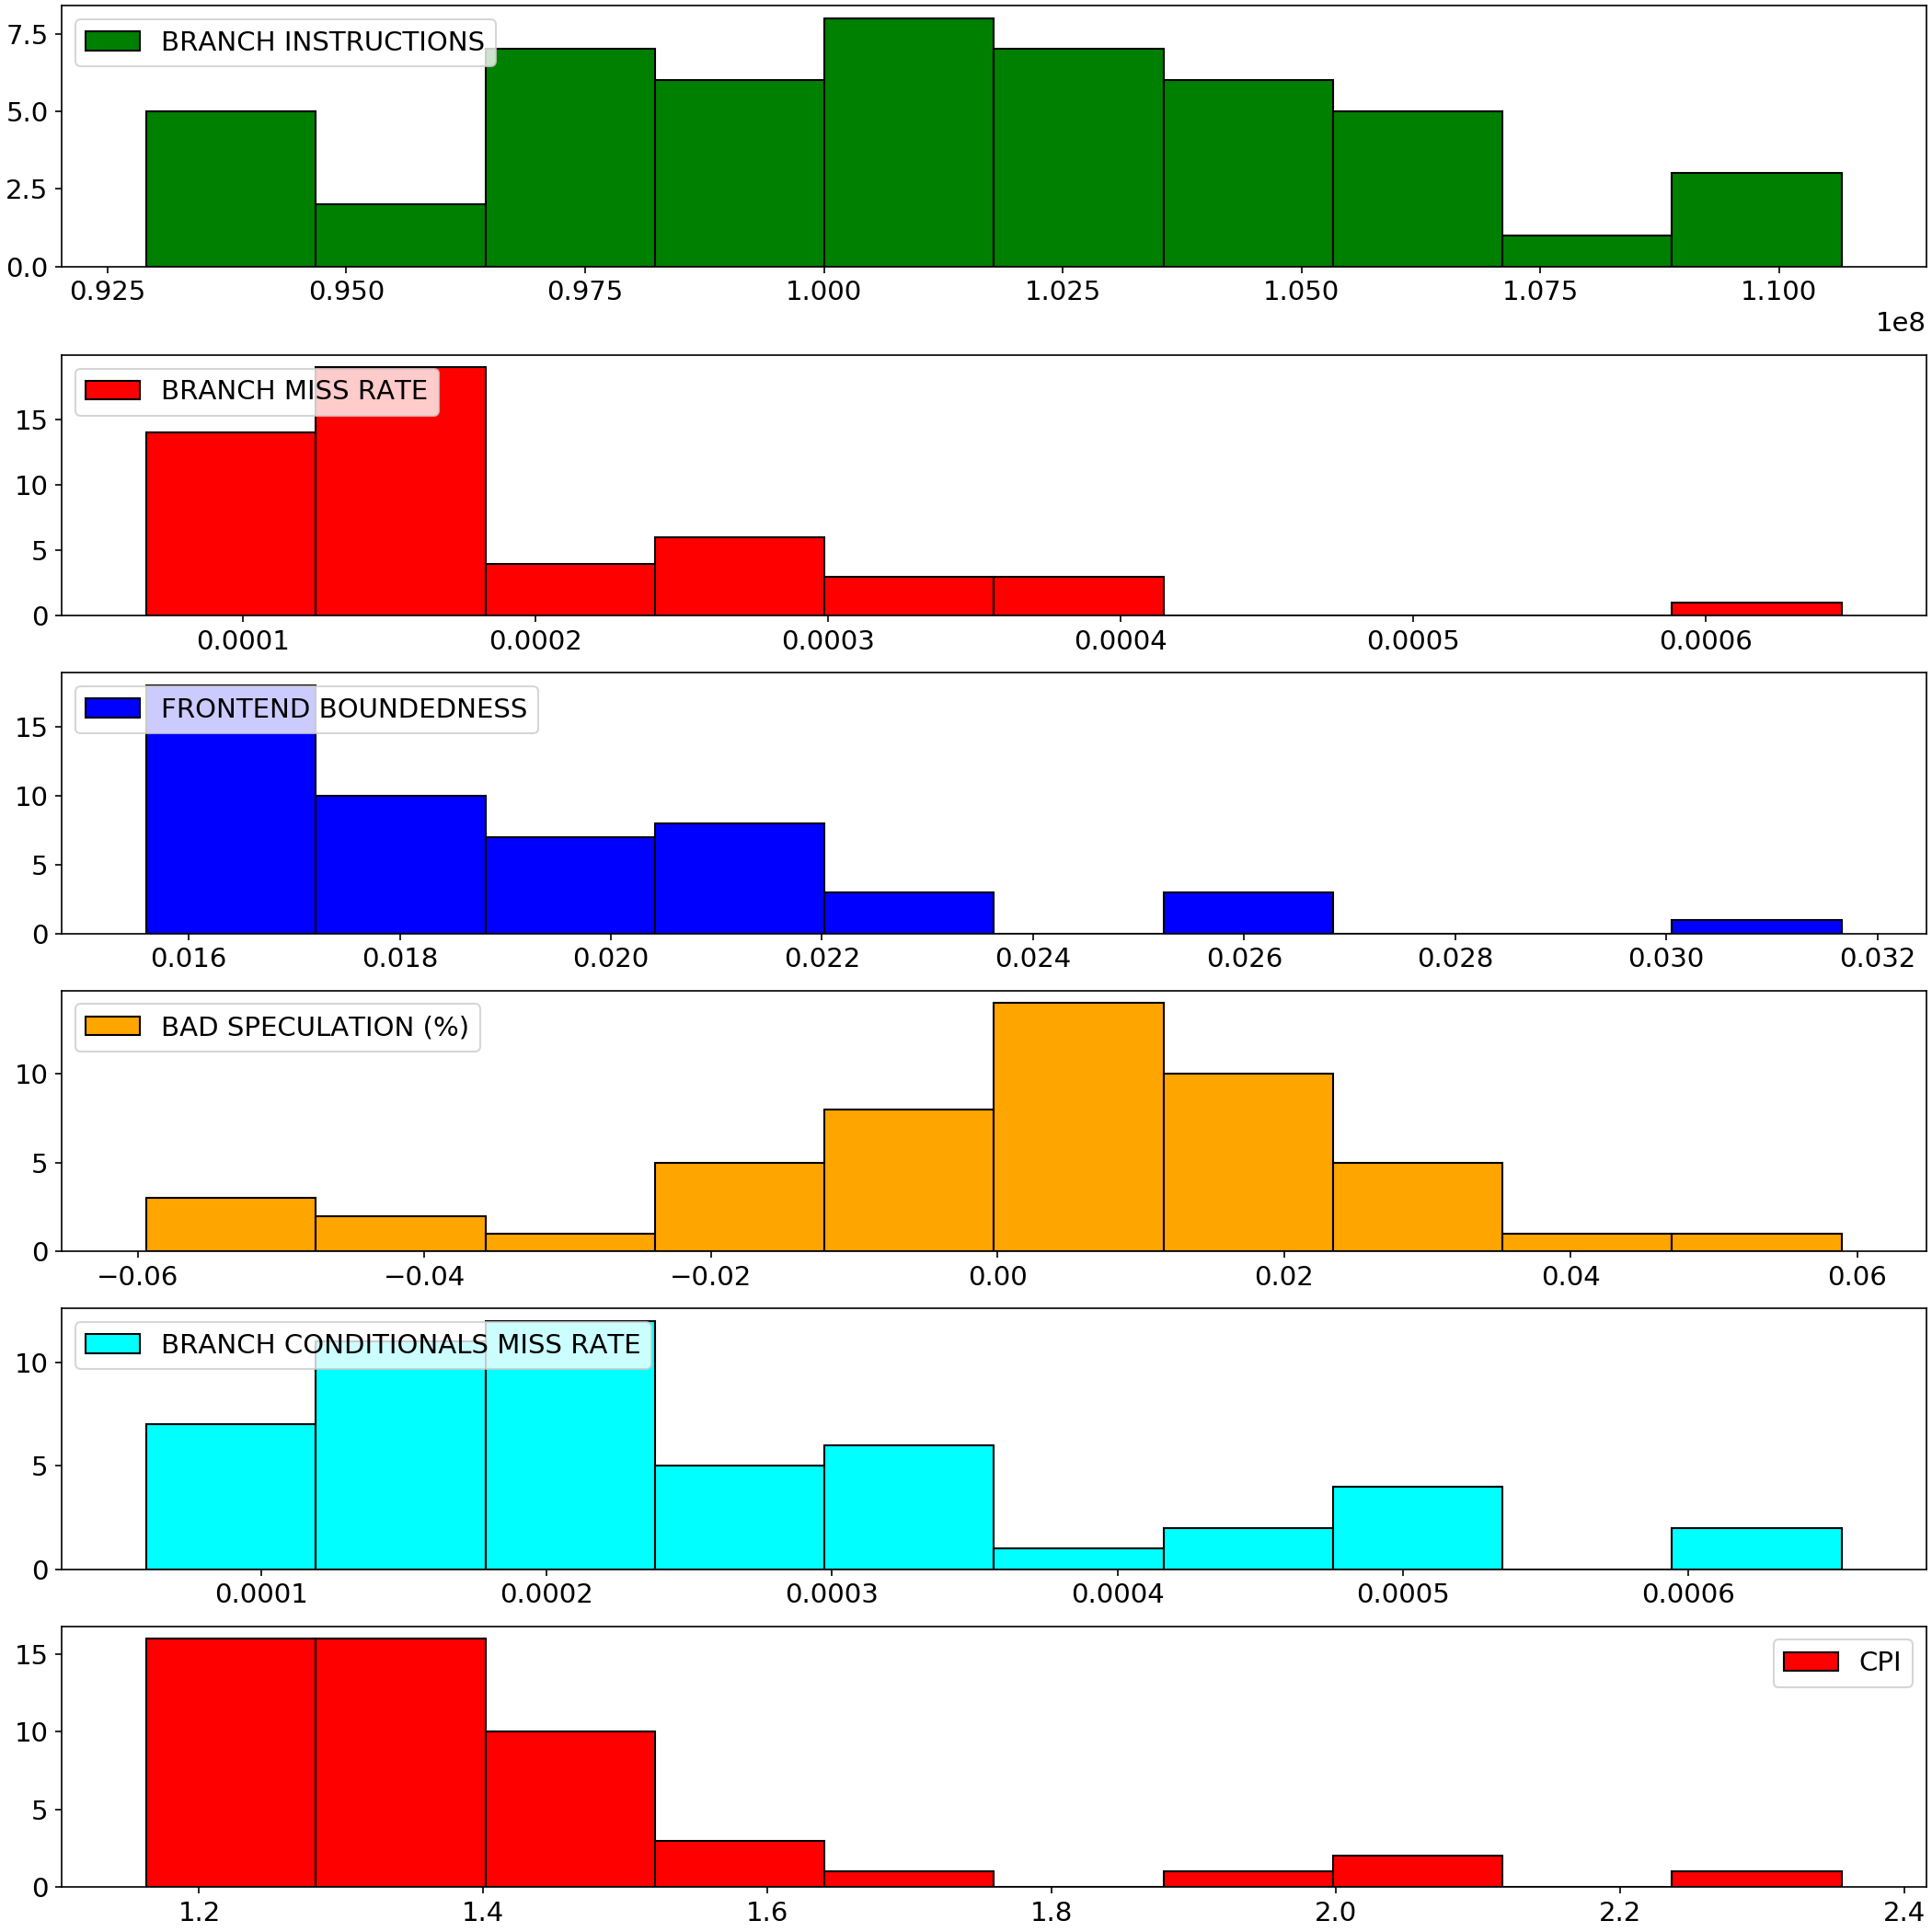 BRANCH INSTRUCTIONS
7.5
5.0
2.5
0.0
0.925 0.950 0.975 1.000 1.025 1.050 1.075 1.100
1e8
BRANCH MISS RATE
15
10
5
0
0.0001 0.0002 0.0003 0.0004 0.0005 0.0006
FRONTEND BOUNDEDNESS
15
10
5
0
0.016 0.018 0.020 0.022 0.024 0.026 0.028 0.030 0.032
BAD SPECULATION (%)
10
5
0
−0.06 −0.04 −0.02 0.00 0.02 0.04 0.06
BRANCH CONDITIONALS MISS RATE
10
5
0
0.0001 0.0002 0.0003 0.0004 0.0005 0.0006
CPI
15
10
5
0
1.2 1.4 1.6 1.8 2.0 2.2 2.4